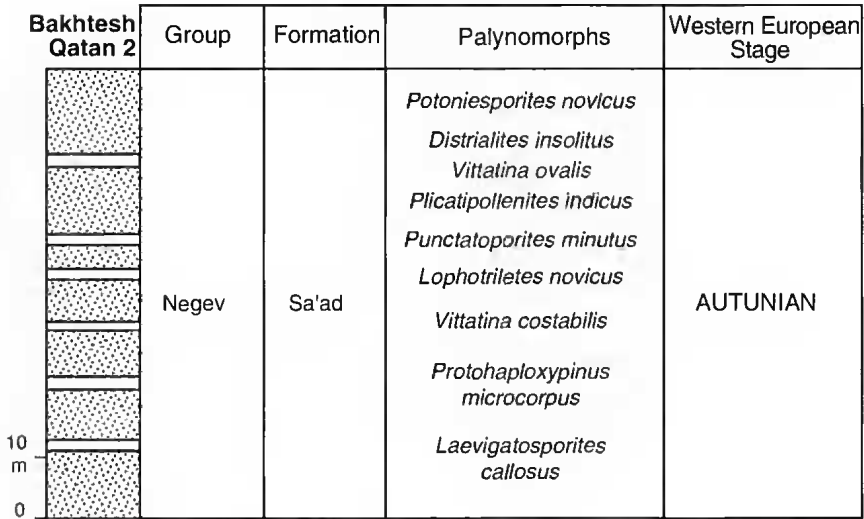 Bakhtesh
Qatan 2
Group
Formation
Palynomorphs
Western European
Stage
Potoniesporites novicus
Distrialites insolitus
Vittatina ovalis
Plicatipollenites indicus
Punctatoporites minutus
Lophotriletes novicus
Negev
Sa'ad
Vittatina costabilis
AUTUNIAN
Protohaploxypinus
microcorpus
Laevigatosporites
callosus
10
m
0